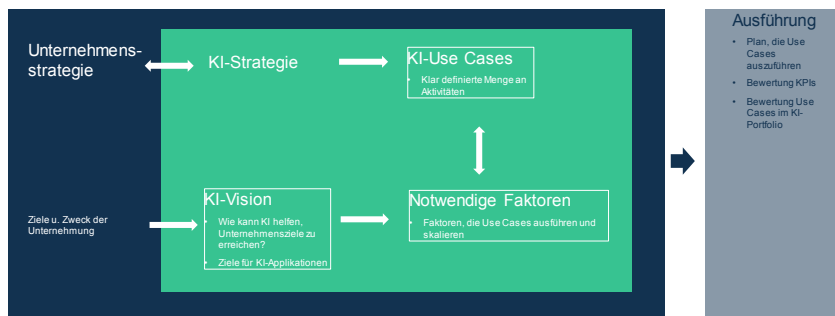 Unternehmens-
strategie
KI-Strategie
KI-Use Cases
• Klar definierte Menge an
Aktivitäten
Ziele u. Zweck der
Unternehmung
KI-Vision
• Wie kann KI helfen,
Unternehmensziele zu
erreichen?
• Ziele für KI-Applikationen
Notwendige Faktoren
• Faktoren, die Use Cases ausführen und
skalieren
Ausführung
• Plan, die Use
Cases
auszuführen
• Bewertung KPIs
• Bewertung Use
Cases im KI-
Portfolio